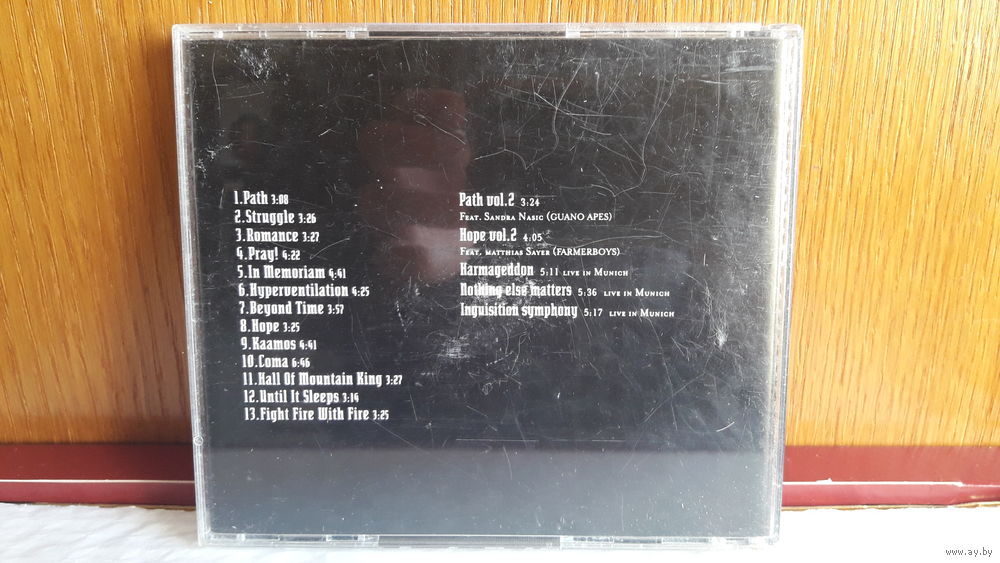 1.Path 3:08
2.Struggle 3:26
3.Romance 3:27
4.Pray! 4:22
5.In Memoriam 4:41
6.Hyperventilation 4:25
7.Beyond Time 3:57
8.Hope 3:25
9.Kaamos 4:41
10.Coma 6:46
11.Hall Of Mountain King 3:27
12.Until It Sleeps 3:14
13.Fight Fire With Fire 3:25
Path vol.2 3:24
Feat. Sandra Nasic (GUANO APES)
Hope vol.2 4:05
Feat. Matthias Sayer (FARMERBOYS)
Harmageddon 5:11 live in Munich
Nothing else matters 5:36 live in Munich
Inquisition symphony 5:17 live in Munich
www.ay.by